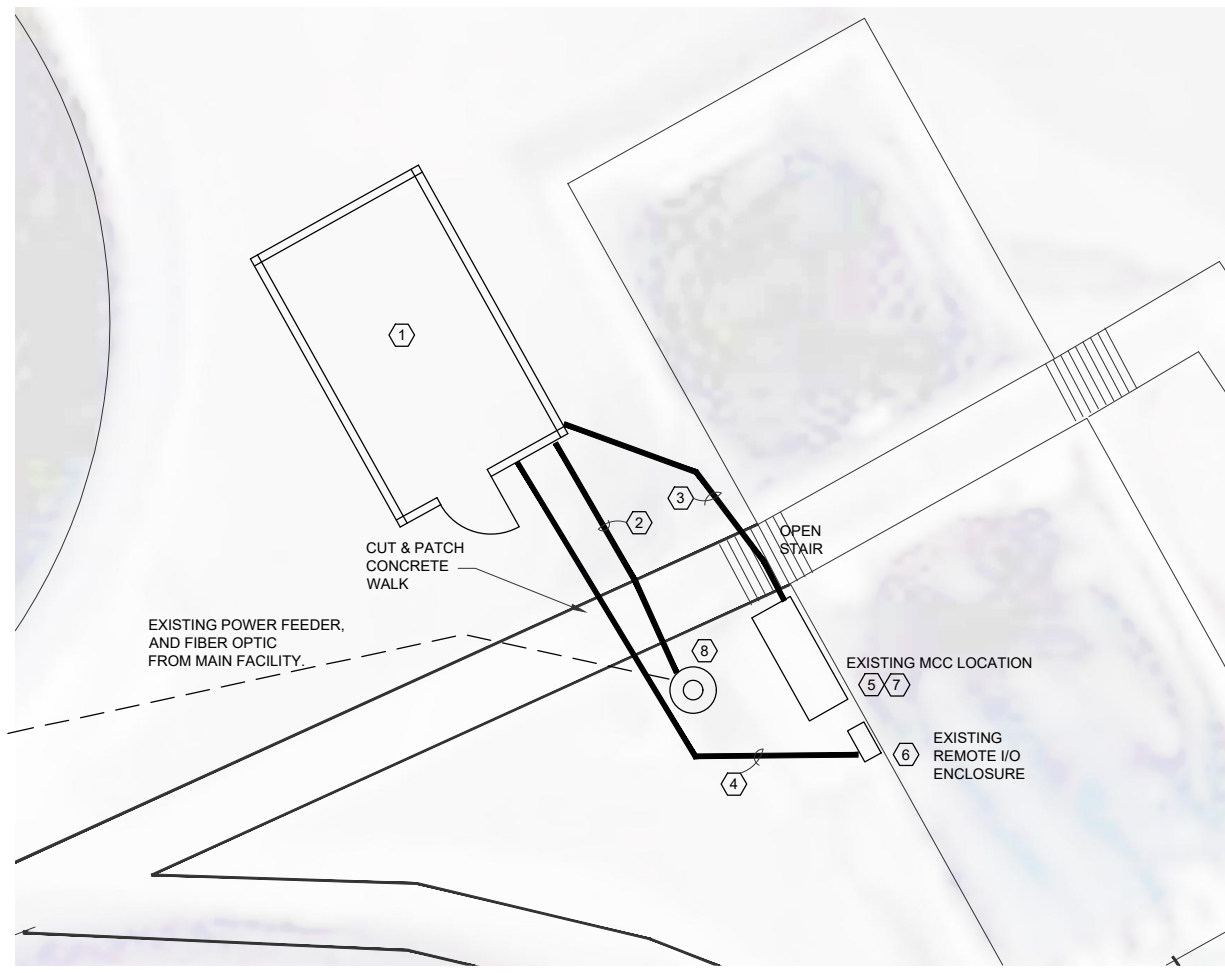 1
3
2
OPEN
STAIR
CUT & PATCH
CONCRETE
WALK
EXISTING POWER FEEDER,
AND FIBER OPTIC
FROM MAIN FACILITY.
8
EXISTING MCC LOCATION
5 7
6
EXISTING
REMOTE I/O
ENCLOSURE
4